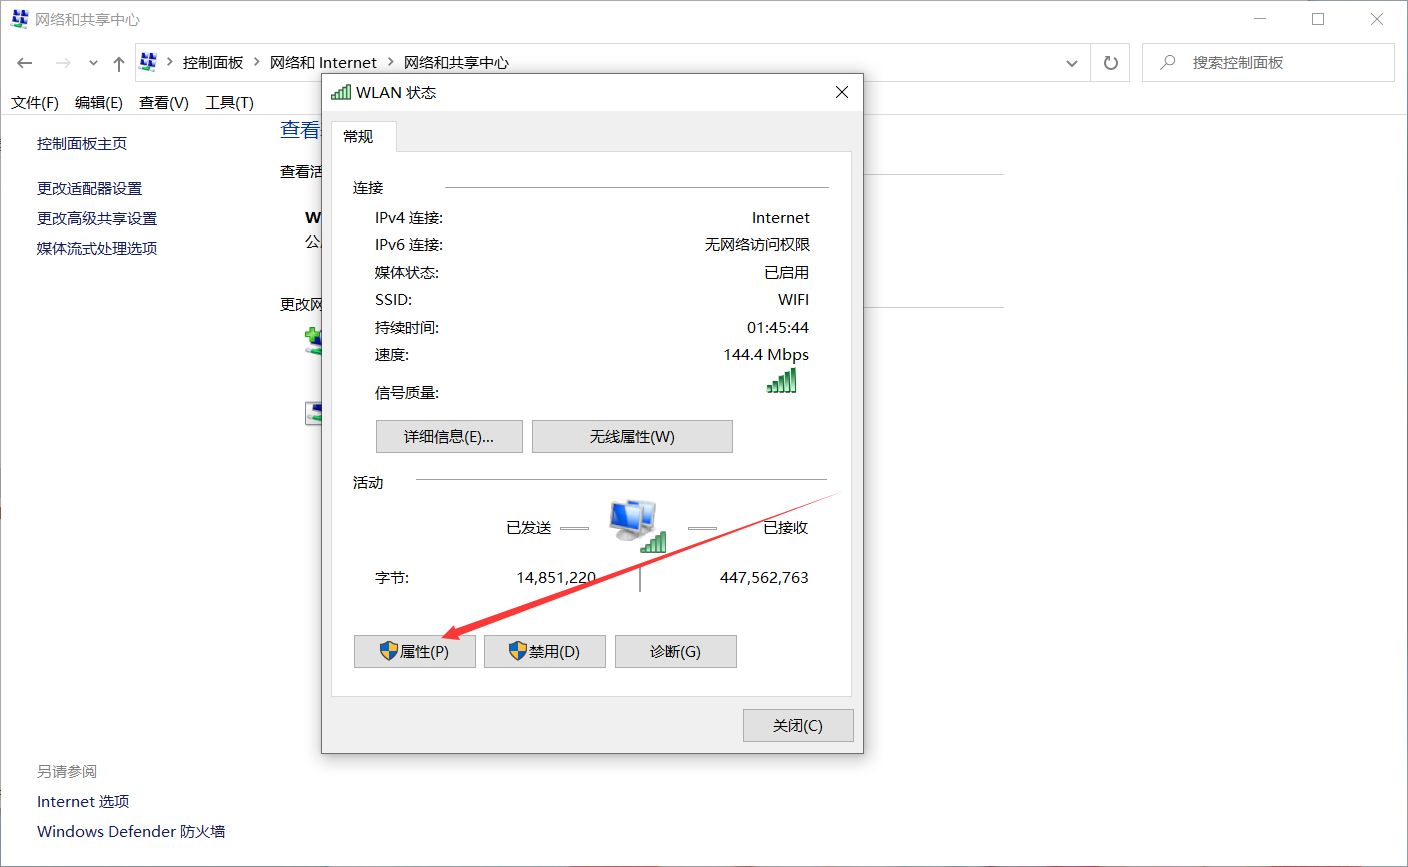 网络和共享中心
控制面板 网络和 Internet 网络和共享中心
搜索控制面板
文件(F) 编辑(E) 查看(V) 工具(T)
控制面板主页
更改适配器设置
更改高级共享设置
媒体流式处理选项
另请参阅
Internet 选项
Windows Defender 防火墙
查看
查看活
W
公
更改网
WLAN 状态
常规
连接
IPv4 连接: Internet
IPv6 连接: 无网络访问权限
媒体状态: 已启用
SSID: WIFI
持续时间: 01:45:44
速度: 144.4 Mbps
信号质量:
详细信息(E)... 无线属性(W)
活动
已发送 已接收
字节: 14,851,220 447,562,763
属性(P) 禁用(D) 诊断(G)
关闭(C)